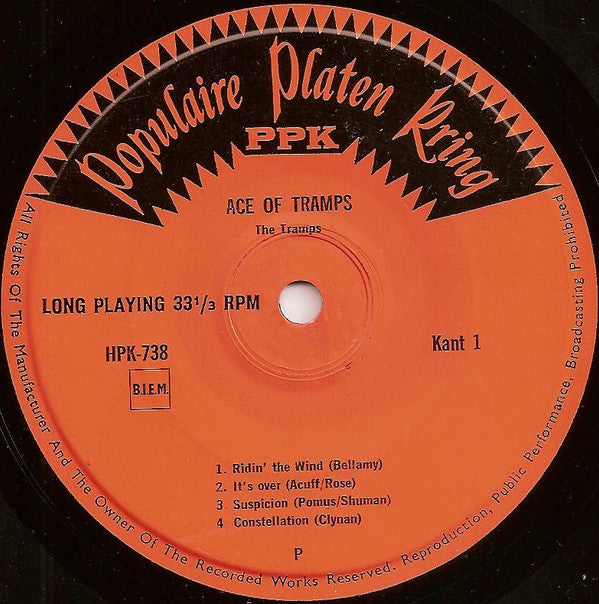 Populaire Platen Kring
PPK
ACE OF TRAMPS
The Tramps
LONG PLAYING 33¹/₃ RPM
HPK-738
Kant 1
B.I.E.M.
1. Ridin' the Wind (Bellamy)
2. It's over (Acuff/Rose)
3 Suspicion (Pomus/Shuman)
4 Constellation (Clynan)
P
All Rights Of The Manufacturer And The Owner Of The Recorded Works Reserved. Reproduction, Public Performance, Broadcasting Prohibited